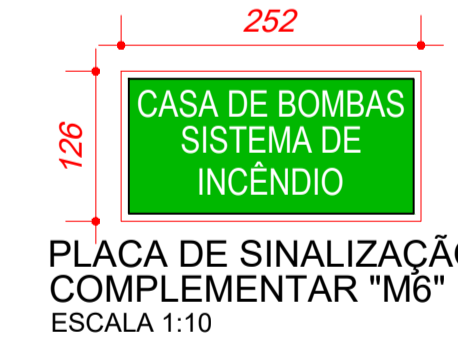 252
126
CASA DE BOMBAS
SISTEMA DE
INCÊNDIO
PLACA DE SINALIZAÇÃ
COMPLEMENTAR "M6"
ESCALA 1:10